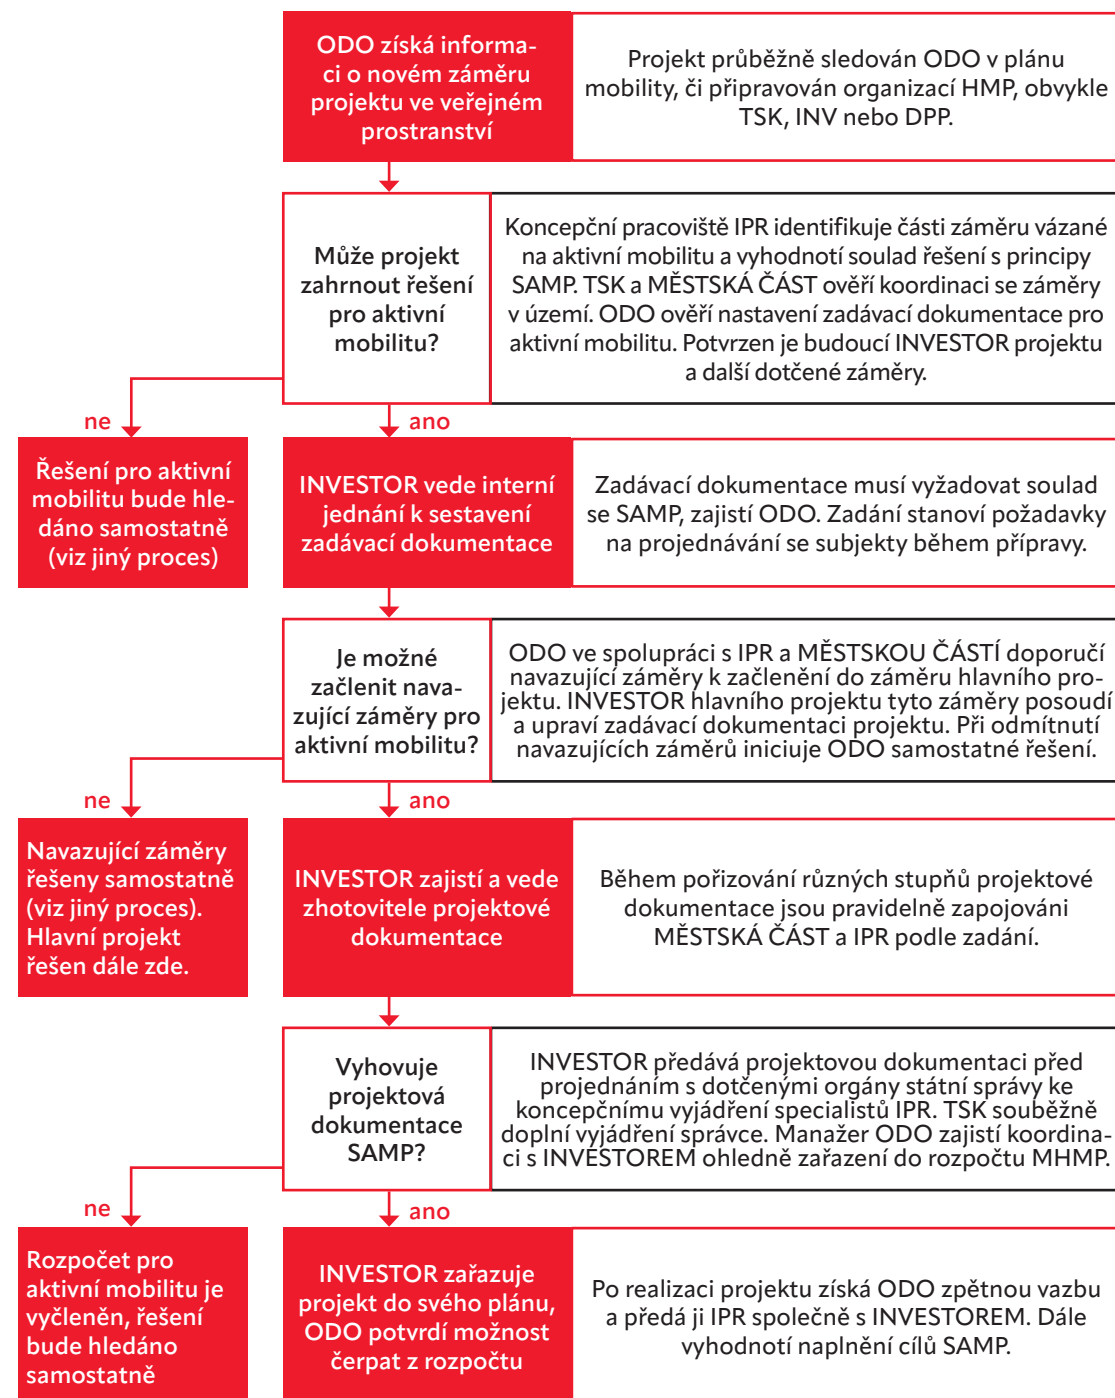 ODO získá informa-
ci o novém záměru
projektu ve veřejném
prostranství
Projekt průběžně sledován ODO v plánu
mobility, či připravován organizací HMP, obvykle
TSK, INV nebo DPP.
Může projekt
zahrnout řešení
pro aktivní
mobilitu?
Koncepční pracoviště IPR identifikuje části záměru vázané
na aktivní mobilitu a vyhodnotí soulad řešení s principy
SAMP. TSK a MĚSTSKÁ ČÁST ověří koordinaci se záměry
v území. ODO ověří nastavení zadávací dokumentace pro
aktivní mobilitu. Potvrzen je budoucí INVESTOR projektu
a další dotčené záměry.
ne
ano
Řešení pro aktivní
mobilitu bude hle-
dáno samostatně
(viz jiný proces)
INVESTOR vede interní
jednání k sestavení
zadávací dokumentace
Zadávací dokumentace musí vyžadovat soulad
se SAMP, zajistí ODO. Zadání stanoví požadavky
na projednávání se subjekty během přípravy.
Je možné
začlenit nava-
zující záměry pro
aktivní mobilitu?
ODO ve spolupráci s IPR a MĚSTSKOU ČÁSTÍ doporučí
navazující záměry k začlenění do záměru hlavního pro-
jektu. INVESTOR hlavního projektu tyto záměry posoudí
a upraví zadávací dokumentaci projektu. Při odmítnutí
navazujících záměrů iniciuje ODO samostatné řešení.
ne
ano
Navazující záměry
řešeny samostatně
(viz jiný proces).
Hlavní projekt
řešen dále zde.
INVESTOR zajistí a vede
zhotovitele projektové
dokumentace
Během pořizování různých stupňů projektové
dokumentace jsou pravidelně zapojováni
MĚSTSKÁ ČÁST a IPR podle zadání.
Vyhovuje
projektová
dokumentace
SAMP?
INVESTOR předává projektovou dokumentaci před
projednáním s dotčenými orgány státní správy ke
koncepčnímu vyjádření specialistů IPR. TSK souběžně
doplní vyjádření správce. Manažer ODO zajistí koordina-
ci s INVESTOREM ohledně zařazení do rozpočtu MHMP.
ne
ano
Rozpočet pro
aktivní mobilitu je
vyčleněn, řešení
bude hledáno
samostatně
INVESTOR zařazuje
projekt do svého plánu,
ODO potvrdí možnost
čerpat z rozpočtu
Po realizaci projektu získá ODO zpětnou vazbu
a předá ji IPR společně s INVESTOREM. Dále
vyhodnotí naplnění cílů SAMP.